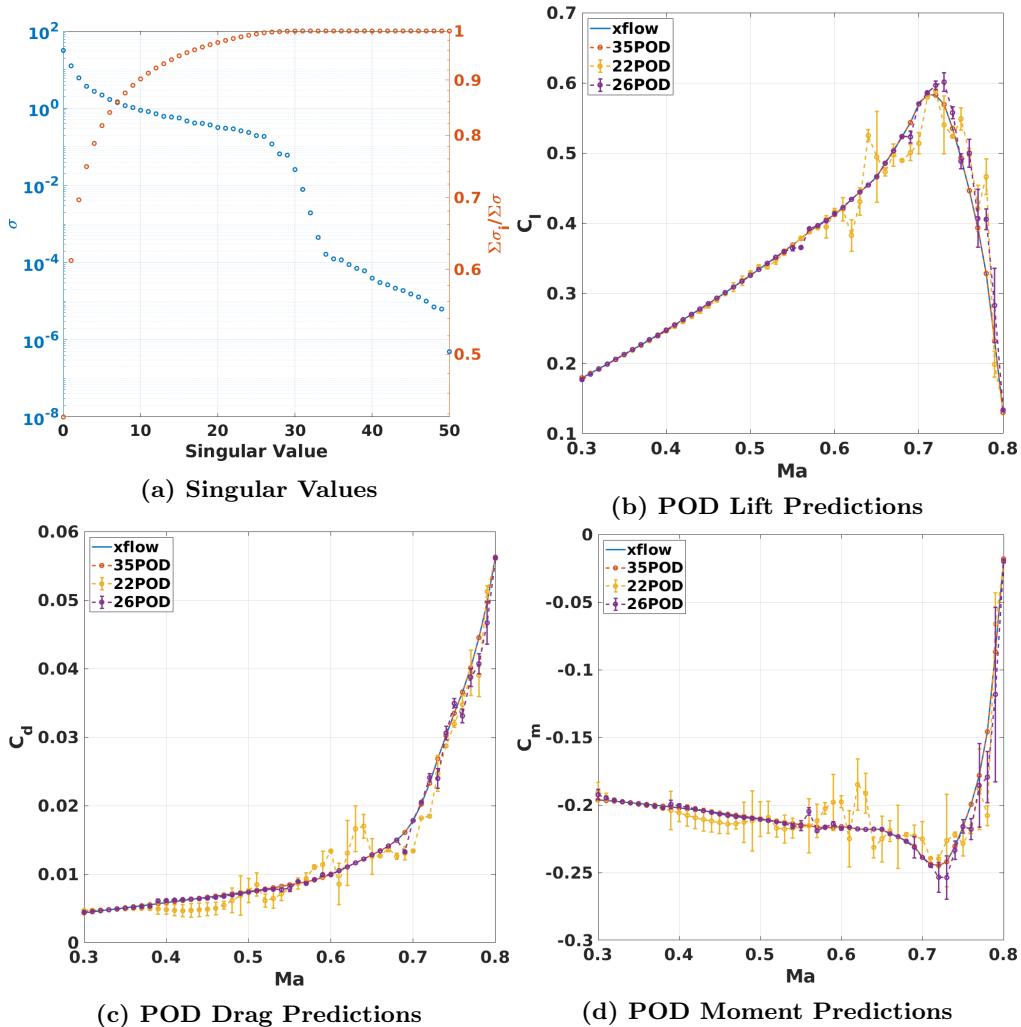 10^2
10^0
10^-2
10^-4
10^-6
10^-8
σ
1
0.9
0.8
0.7
0.6
0.5
Σσ_i/Σσ
0 10 20 30 40 50
Singular Value
(a) Singular Values
xflow
35POD
22POD
26POD
0.7
0.6
0.5
0.4
0.3
0.2
0.1
C_l
0.3 0.4 0.5 0.6 0.7 0.8
Ma
(b) POD Lift Predictions
xflow
35POD
22POD
26POD
0.06
0.05
0.04
0.03
0.02
0.01
0
C_d
0.3 0.4 0.5 0.6 0.7 0.8
Ma
(c) POD Drag Predictions
xflow
35POD
22POD
26POD
0
-0.05
-0.1
-0.15
-0.2
-0.25
-0.3
C_m
0.3 0.4 0.5 0.6 0.7 0.8
Ma
(d) POD Moment Predictions